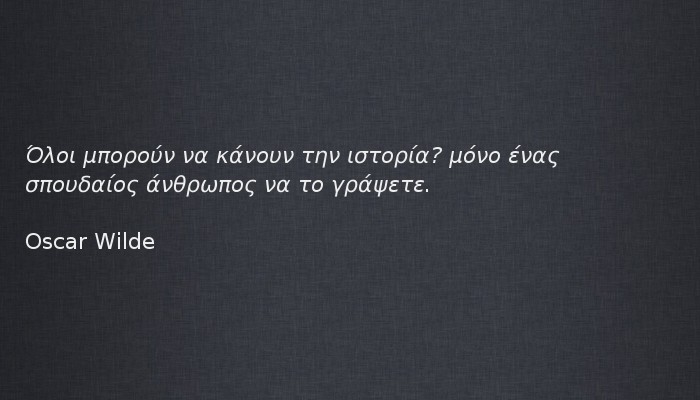 Όλοι μπορούν να κάνουν την ιστορία? μόνο ένας
σπουδαίος άνθρωπος να το γράψετε.
Oscar Wilde